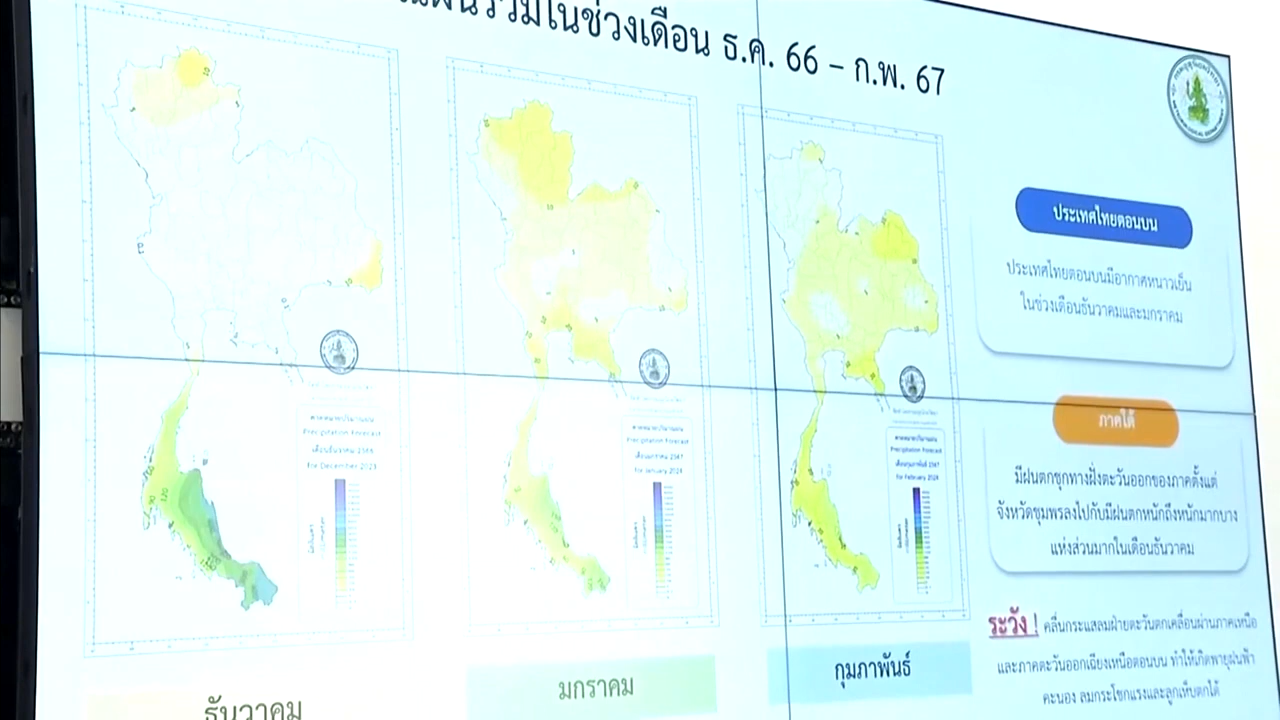 ในช่วงเดือน ธ.ค. 66 – ก.พ. 67
ประเทศไทยตอนบน
ประเทศไทยตอนบนมีอากาศหนาวเย็น
ในช่วงเดือนธันวาคมและมกราคม
ภาคใต้
มีฝนตกชุกทางฝั่งตะวันออกของภาคตั้งแต่
จังหวัดชุมพรลงไปกับมีฝนตกหนักถึงหนักมากบาง
แห่งส่วนมากในเดือนธันวาคม
ระวัง ! คลื่นกระแสลมฝ่ายตะวันตกเคลื่อนผ่านภาคเหนือ
และภาคตะวันออกเฉียงเหนือตอนบน ทำให้เกิดพายุฝนฟ้า
คะนอง ลมกระโชกแรงและลูกเห็บตกได้
Precipitation Forecast
for December 2023
Precipitation Forecast
for January 2024
Precipitation Forecast
for February 2024
ธันวาคม
มกราคม
กุมภาพันธ์